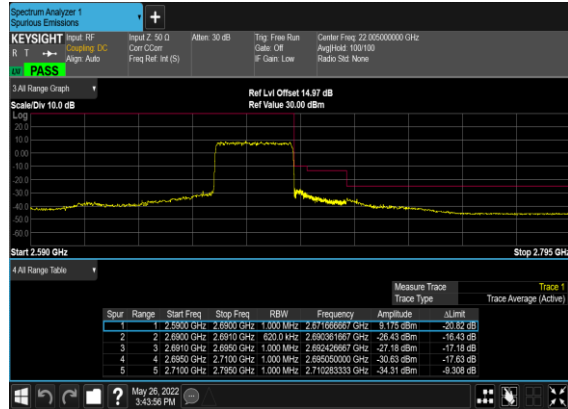 Spectrum Analyzer 1
Spurious Emissions
KEYSIGHT Input: RF Input Z: 50 Ω Atten: 30 dB Trig: Free Run Center Freq: 22.005000000 GHz
R T Coupling: DC Corr CCorr Gate: Off Avg|Hold: 100/100
Align: Auto Freq Ref: Int (S) IF Gain: Low Radio Std: None
PASS
3 All Range Graph
Ref Lvl Offset 14.97 dB
Scale/Div 10.0 dB Ref Value 30.00 dBm
Log
20.0
10.0
0.00
-10.0
-20.0
-30.0
-40.0
-50.0
-60.0
Start 2.590 GHz Stop 2.795 GHz
4 All Range Table
Measure Trace Trace 1
Trace Type Trace Average (Active)
Spur Range Start Freq Stop Freq RBW Frequency Amplitude ΔLimit
1 1 2.5900 GHz 2.6900 GHz 1.000 MHz 2.671666667 GHz 9.175 dBm -20.82 dB
2 2 2.6900 GHz 2.6910 GHz 620.0 kHz 2.690361667 GHz -26.43 dBm -16.43 dB
3 3 2.6910 GHz 2.6950 GHz 1.000 MHz 2.692426667 GHz -27.18 dBm -17.18 dB
4 4 2.6950 GHz 2.7100 GHz 1.000 MHz 2.695050000 GHz -30.63 dBm -17.63 dB
5 5 2.7100 GHz 2.7950 GHz 1.000 MHz 2.710283333 GHz -34.31 dBm -9.308 dB
May 26, 2022
3:43:56 PM